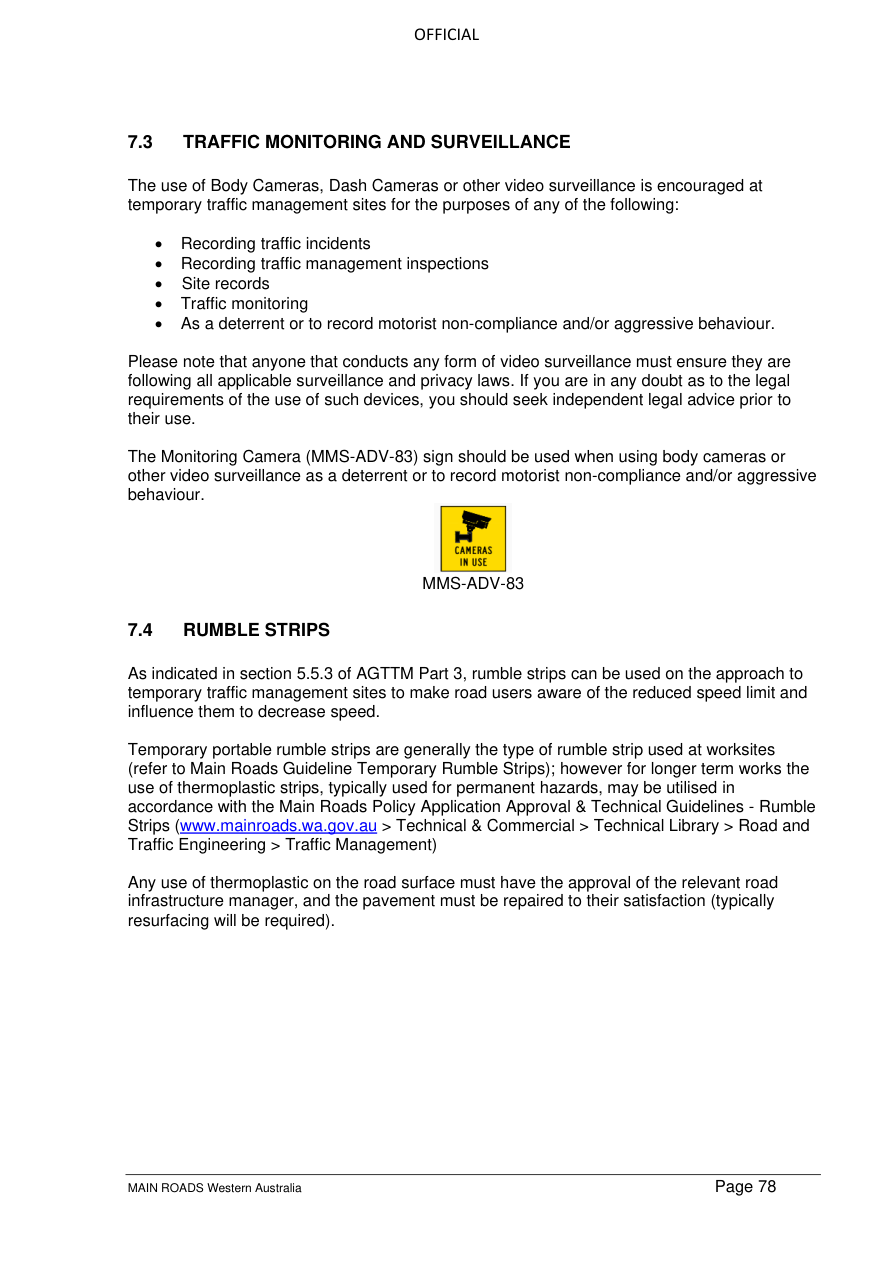 OFFICIAL
7.3 TRAFFIC MONITORING AND SURVEILLANCE
The use of Body Cameras, Dash Cameras or other video surveillance is encouraged at
temporary traffic management sites for the purposes of any of the following:
• Recording traffic incidents
• Recording traffic management inspections
• Site records
• Traffic monitoring
• As a deterrent or to record motorist non-compliance and/or aggressive behaviour.
Please note that anyone that conducts any form of video surveillance must ensure they are
following all applicable surveillance and privacy laws. If you are in any doubt as to the legal
requirements of the use of such devices, you should seek independent legal advice prior to
their use.
The Monitoring Camera (MMS-ADV-83) sign should be used when using body cameras or
other video surveillance as a deterrent or to record motorist non-compliance and/or aggressive
behaviour.
CAMERAS
IN USE
MMS-ADV-83
7.4 RUMBLE STRIPS
As indicated in section 5.5.3 of AGTTM Part 3, rumble strips can be used on the approach to
temporary traffic management sites to make road users aware of the reduced speed limit and
influence them to decrease speed.
Temporary portable rumble strips are generally the type of rumble strip used at worksites
(refer to Main Roads Guideline Temporary Rumble Strips); however for longer term works the
use of thermoplastic strips, typically used for permanent hazards, may be utilised in
accordance with the Main Roads Policy Application Approval & Technical Guidelines - Rumble
Strips (www.mainroads.wa.gov.au > Technical & Commercial > Technical Library > Road and
Traffic Engineering > Traffic Management)
Any use of thermoplastic on the road surface must have the approval of the relevant road
infrastructure manager, and the pavement must be repaired to their satisfaction (typically
resurfacing will be required).
MAIN ROADS Western Australia Page 78